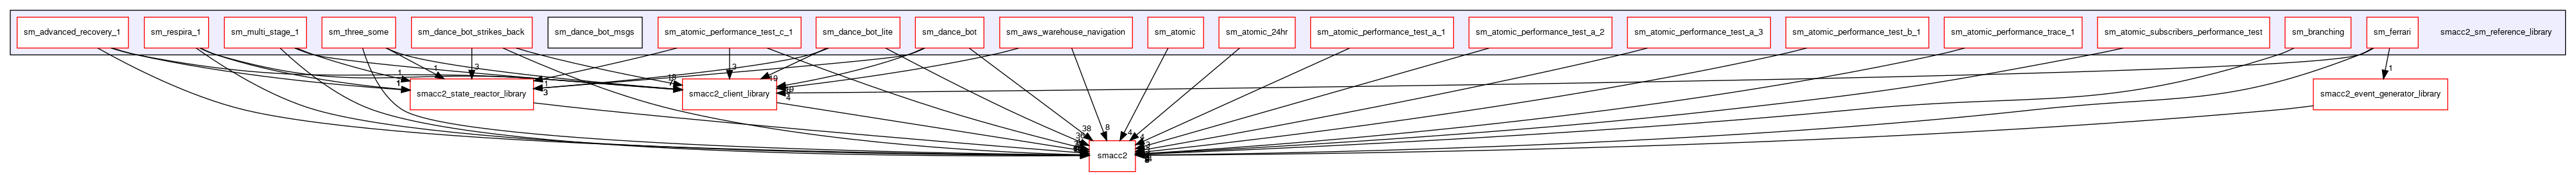 sm_advanced_recovery_1
sm_respira_1
sm_multi_stage_1
sm_three_some
sm_dance_bot_strikes_back
sm_dance_bot_msgs
sm_atomic_performance_test_c_1
sm_dance_bot_lite
sm_dance_bot
sm_aws_warehouse_navigation
sm_atomic
sm_atomic_24hr
sm_atomic_performance_test_a_1
sm_atomic_performance_test_a_2
sm_atomic_performance_test_a_3
sm_atomic_performance_test_b_1
sm_atomic_performance_trace_1
sm_atomic_subscribers_performance_test
sm_branching
sm_ferrari
smacc2_sm_reference_library
1
1
3
3
1
1
1
3
18
7
19
4
smacc2_state_reactor_library
smacc2_client_library
smacc2_event_generator_library
38
8
4
4
smacc2